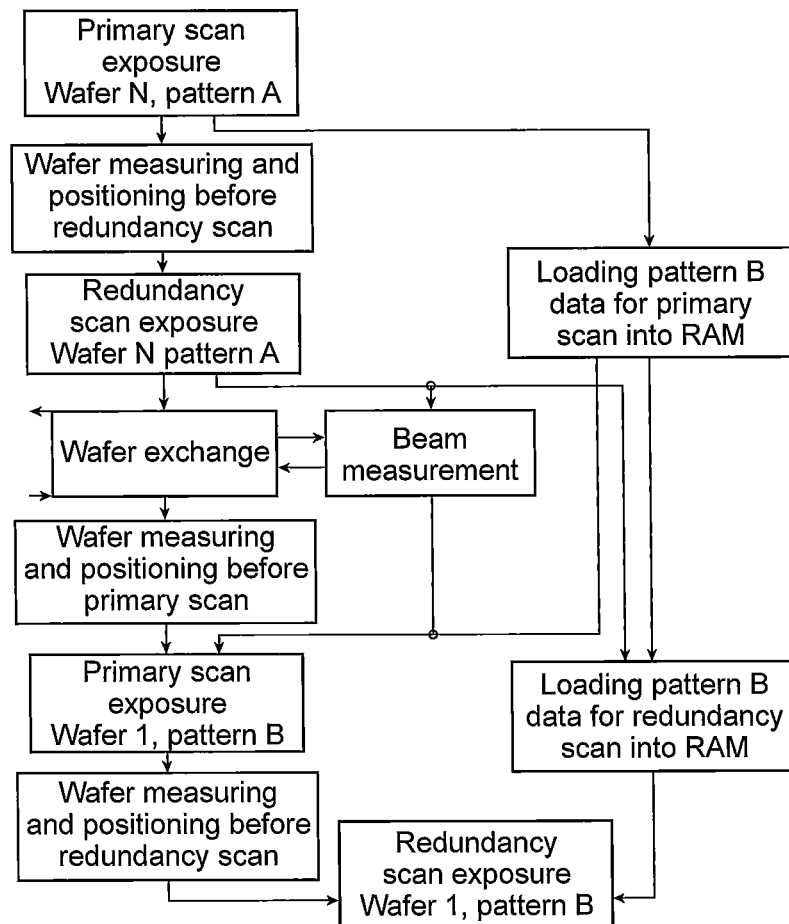 Primary scan
exposure
Wafer N, pattern A
Wafer measuring and
positioning before
redundancy scan
Redundancy
scan exposure
Wafer N pattern A
Loading pattern B
data for primary
scan into RAM
Wafer exchange
Beam
measurement
Wafer measuring
and positioning before
primary scan
Primary scan
exposure
Wafer 1, pattern B
Loading pattern B
data for redundancy
scan into RAM
Wafer measuring
and positioning before
redundancy scan
Redundancy
scan exposure
Wafer 1, pattern B